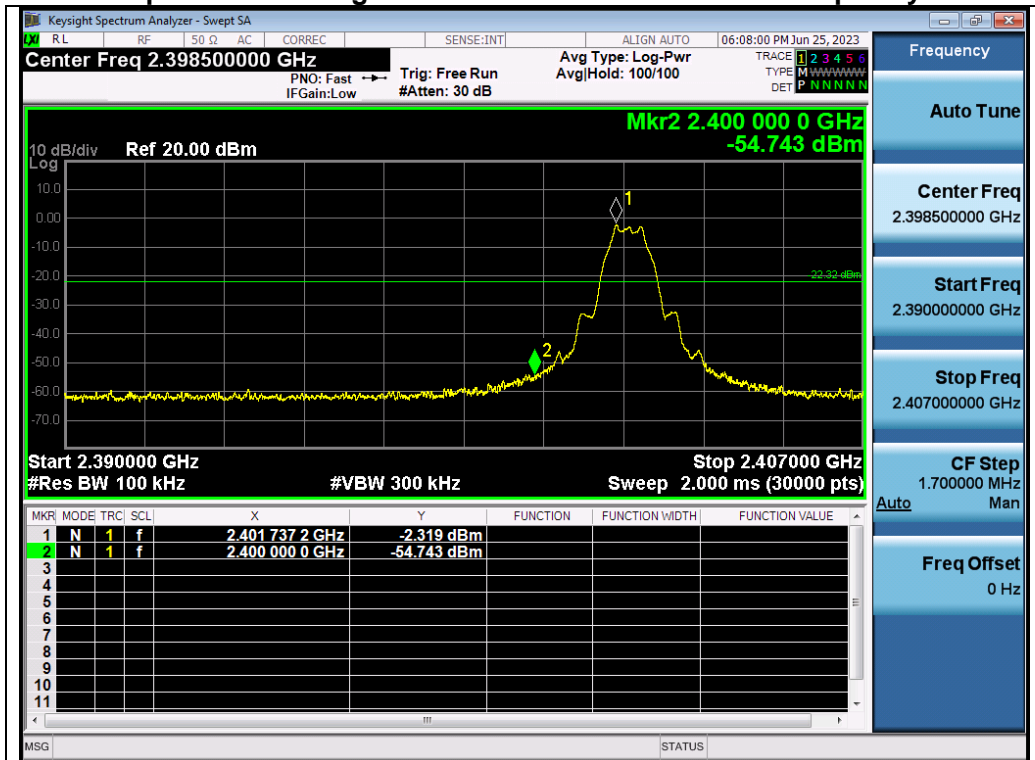 Keysight Spectrum Analyzer - Swept SA
LXI RL RF 50 Ω AC CORREC SENSE:INT ALIGN AUTO 06:08:00 PM Jun 25, 2023
Center Freq 2.398500000 GHz
PNO: Fast
IFGain:Low
Trig: Free Run
#Atten: 30 dB
Avg Type: Log-Pwr
Avg|Hold: 100/100
TRACE 1 2 3 4 5 6
TYPE M WWWWW
DET P N N N N N
Mkr2 2.400 000 0 GHz
-54.743 dBm
10 dB/div Ref 20.00 dBm
Log
10.0
0.00
-10.0
-20.0
-30.0
-40.0
-50.0
-60.0
-70.0
1
22.32 dBm
2
Start 2.390000 GHz Stop 2.407000 GHz
#Res BW 100 kHz #VBW 300 kHz Sweep 2.000 ms (30000 pts)
MKR MODE TRC SCL X Y FUNCTION FUNCTION WIDTH FUNCTION VALUE
1 N 1 f 2.401 737 2 GHz -2.319 dBm
2 N 1 f 2.400 000 0 GHz -54.743 dBm
3
4
5
6
7
8
9
10
11
MSG STATUS
Frequency
Auto Tune
Center Freq
2.398500000 GHz
Start Freq
2.390000000 GHz
Stop Freq
2.407000000 GHz
CF Step
1.700000 MHz
Auto Man
Freq Offset
0 Hz